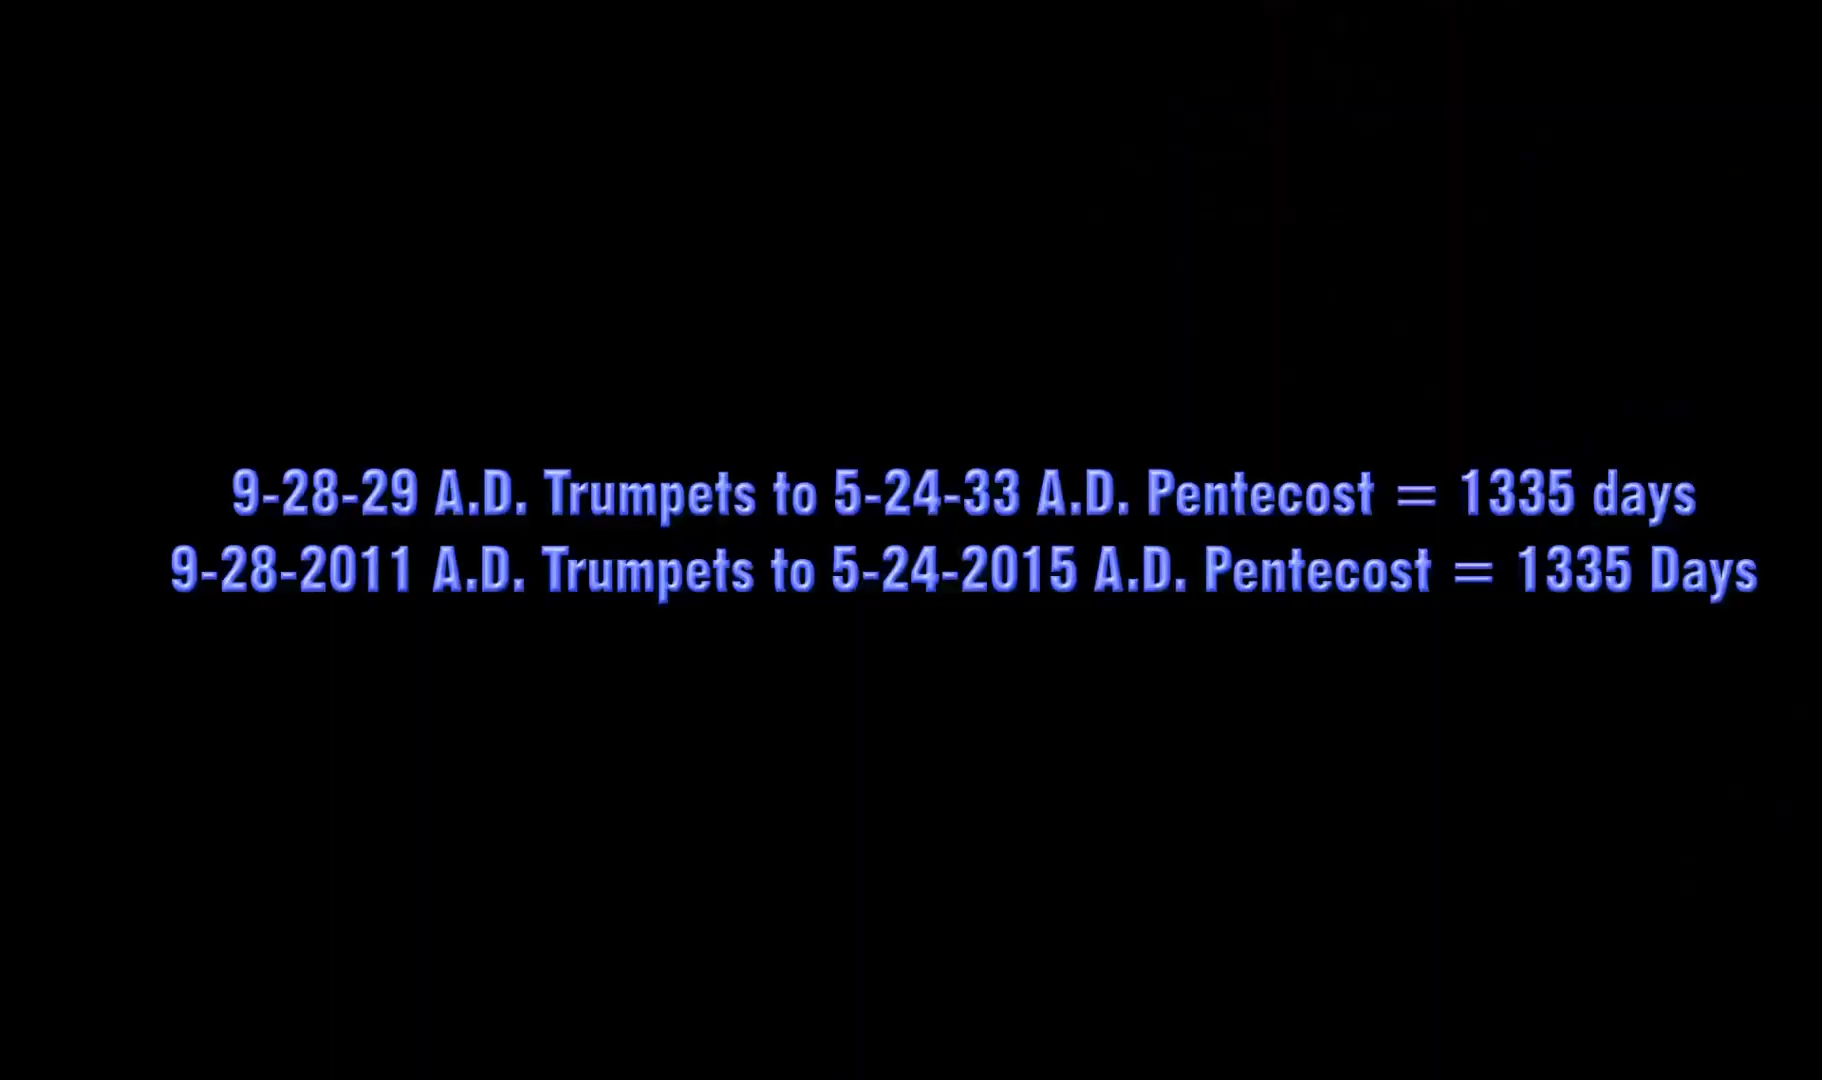 9-28-29 A.D. Trumpets to 5-24-33 A.D. Pentecost = 1335 days
9-28-2011 A.D. Trumpets to 5-24-2015 A.D. Pentecost = 1335 Days